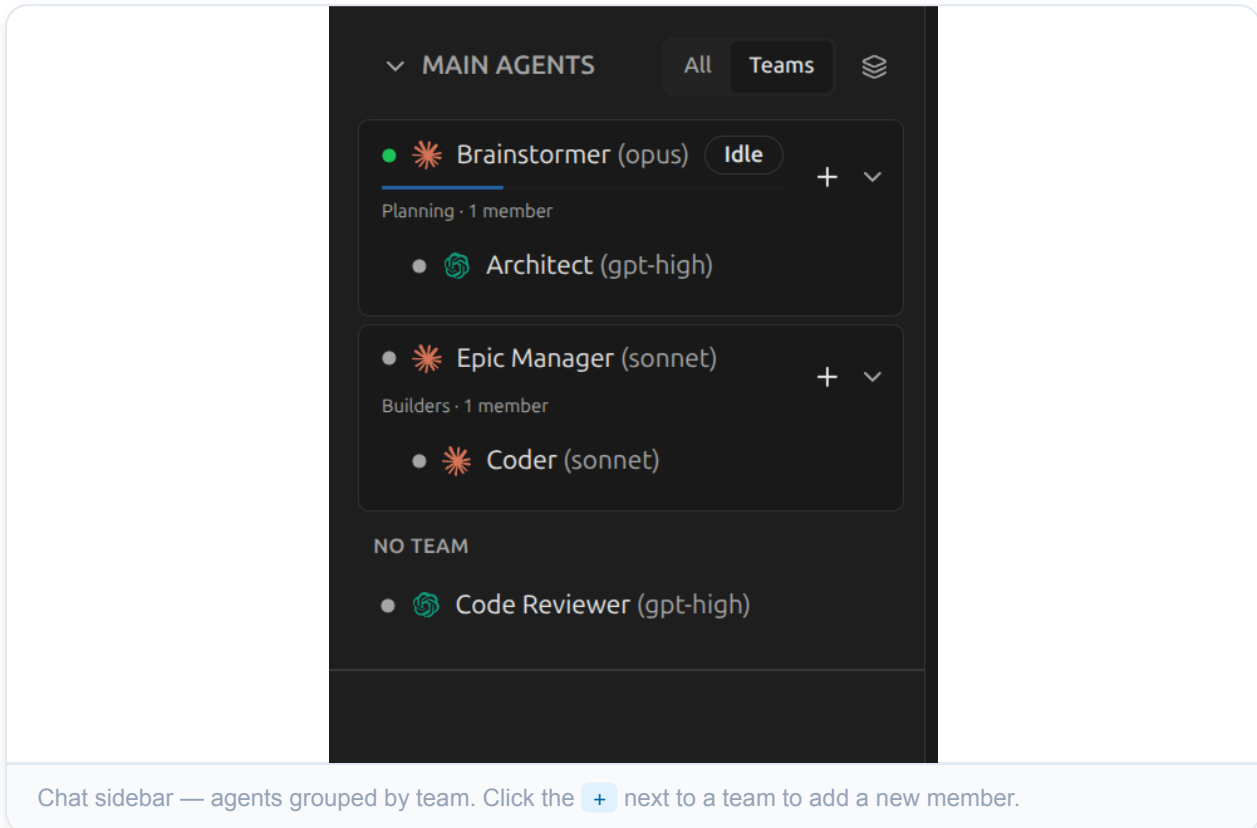 MAIN AGENTS All Teams
Brainstormer (opus) Idle
+
Planning · 1 member
Architect (gpt-high)
Epic Manager (sonnet)
+
Builders · 1 member
Coder (sonnet)
NO TEAM
Code Reviewer (gpt-high)
Chat sidebar — agents grouped by team. Click the + next to a team to add a new member.